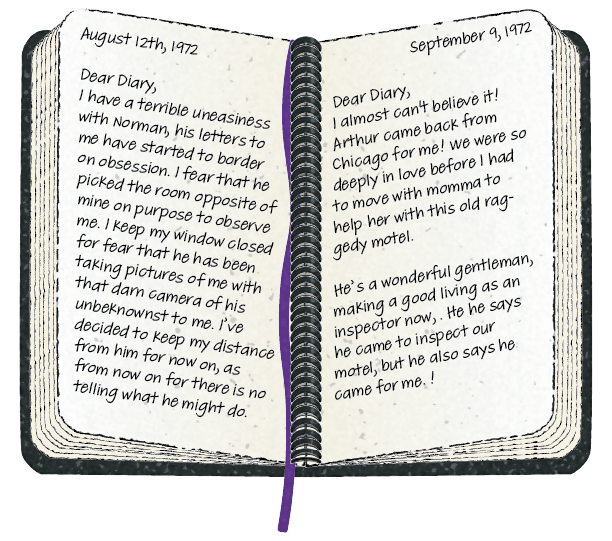 August 12th, 1972
Dear Diary,
I have a terrible uneasiness
with Norman, his letters to
me have started to border
on obsession. I fear that he
picked the room opposite of
mine on purpose to observe
me. I keep my window closed
for fear that he has been
taking pictures of me with
that darn camera of his
unbeknownst to me. I've
decided to keep my distance
from him for now on, as
from now on for there is no
telling what he might do.
September 9, 1972
Dear Diary,
I almost can't believe it!
Arthur came back from
Chicago for me! We were so
deeply in love before I had
to move with momma to
help her with this old rag-
gedy motel.
He's a wonderful gentleman,
making a good living as an
inspector now, . He he says
he came to inspect our
motel, but he also says he
came for me. !